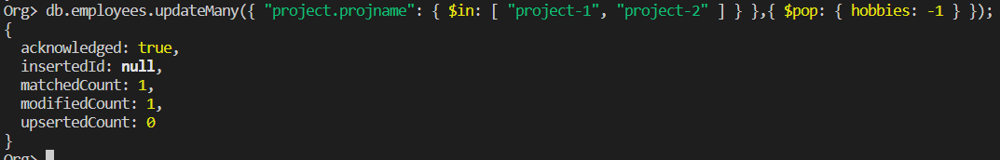 Org> db.employees.updateMany({ "project.projname": { $in: [ "project-1", "project-2" ] } },{ $pop: { hobbies: -1 } });
{
  acknowledged: true,
  insertedId: null,
  matchedCount: 1,
  modifiedCount: 1,
  upsertedCount: 0
}
Org>